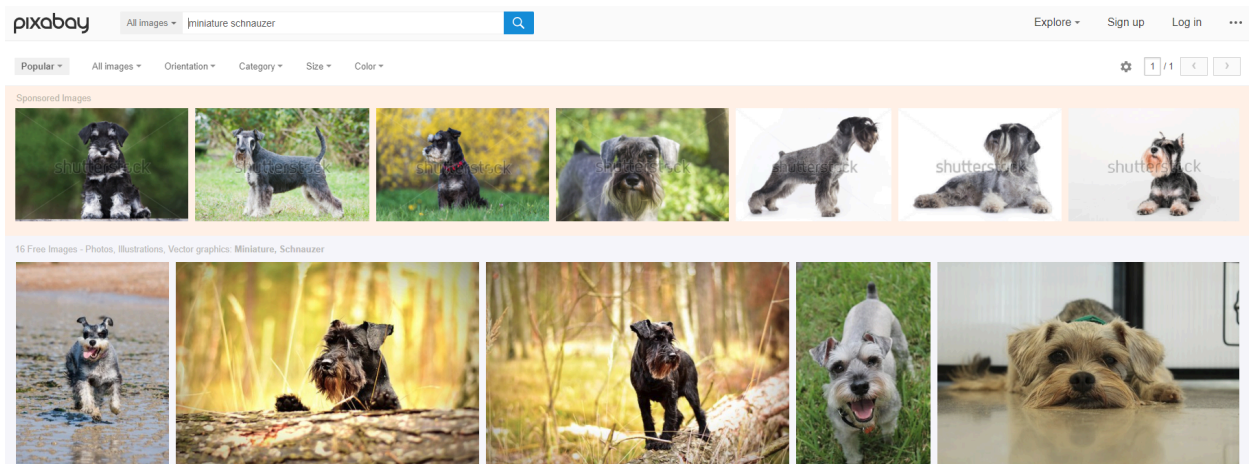 pixabay All images miniature schnauzer Explore Sign up Log in
Popular All images Orientation Category Size Color 1 / 1
Sponsored Images
shutterstock shutterstock shutterstock shutterstock shutterstock shutterstock
16 Free Images - Photos, Illustrations, Vector graphics: Miniature, Schnauzer